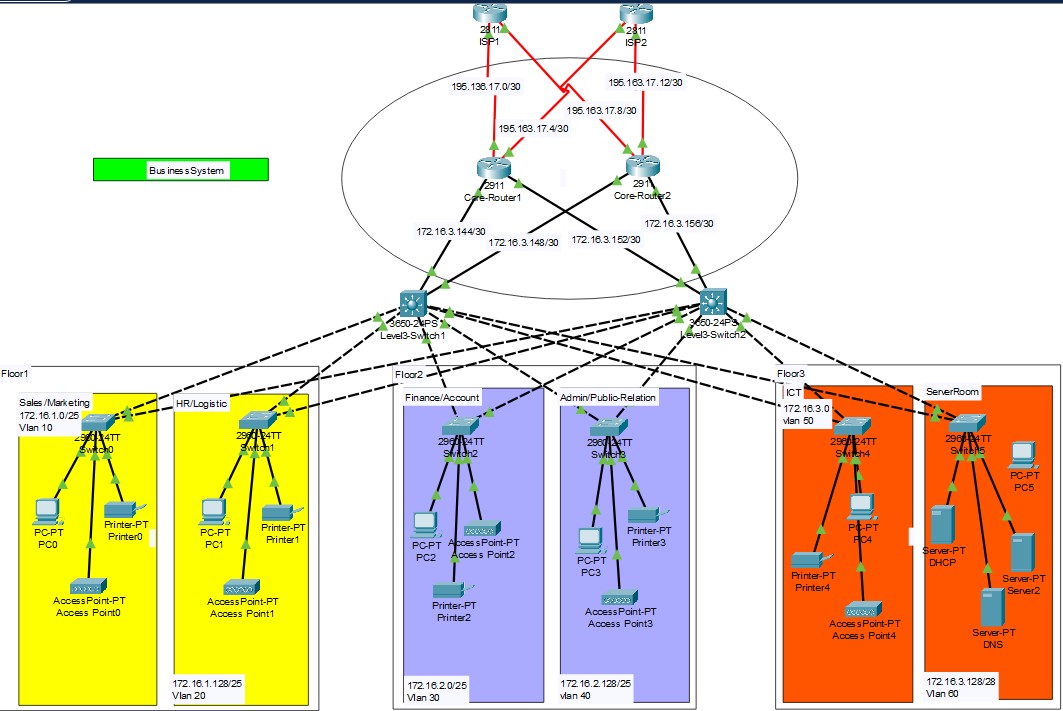 2811
ISP1
2811
ISP2
195.136.17.0/30
195.163.17.12/30
195.163.17.8/30
195.163.17.4/30
BusinessSystem
2911
Core-Router1
291
Core-Router2
172.16.3.144/30
172.16.3.148/30
172.16.3.152/30
172.16.3.156/30
3650-24PS
Level3-Switch1
3650-24PS
Level3-Switch2
Floor1
Sales/Marketing
172.16.1.0/25
Vlan 10
2960-24TT
Switch0
PC-PT
PC0
Printer-PT
Printer0
AccessPoint-PT
Access Point0
HR/Logistic
2960-24TT
Switch1
PC-PT
PC1
Printer-PT
Printer1
AccessPoint-PT
Access Point1
172.16.1.128/25
Vlan 20
Floor2
Finance/Account
2960-24TT
Switch2
PC-PT
PC2
AccessPoint-PT
Access Point2
Printer-PT
Printer2
172.16.2.0/25
Vlan 30
Admin/Public-Relation
2960-24TT
Switch3
PC-PT
PC3
Printer-PT
Printer3
AccessPoint-PT
Access Point3
172.16.2.128/25
vlan 40
Floor3
ICT
172.16.3.0
vlan 50
2960-24TT
Switch4
PC-PT
PC4
Printer-PT
Printer4
AccessPoint-PT
Access Point4
ServerRoom
2960-24TT
Switch5
PC-PT
PC5
Server-PT
DHCP
Server-PT
Server2
Server-PT
DNS
172.16.3.128/28
Vlan 60